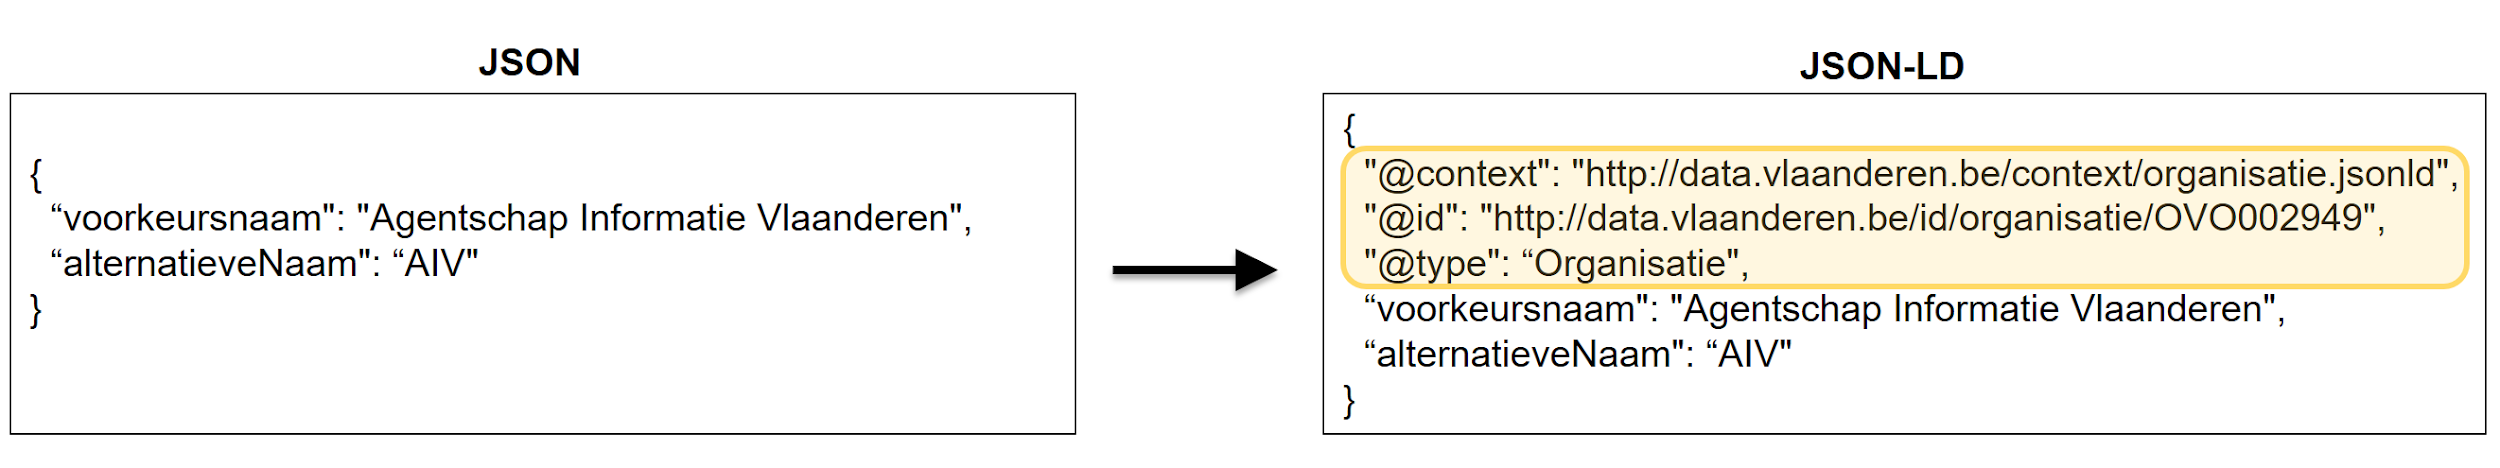 JSON
{
“voorkeursnaam": "Agentschap Informatie Vlaanderen",
“alternatieveNaam": “AIV"
}
JSON-LD
{
"@context": "http://data.vlaanderen.be/context/organisatie.jsonld",
"@id": "http://data.vlaanderen.be/id/organisatie/OVO002949",
"@type": “Organisatie",
“voorkeursnaam": "Agentschap Informatie Vlaanderen",
“alternatieveNaam": “AIV"
}